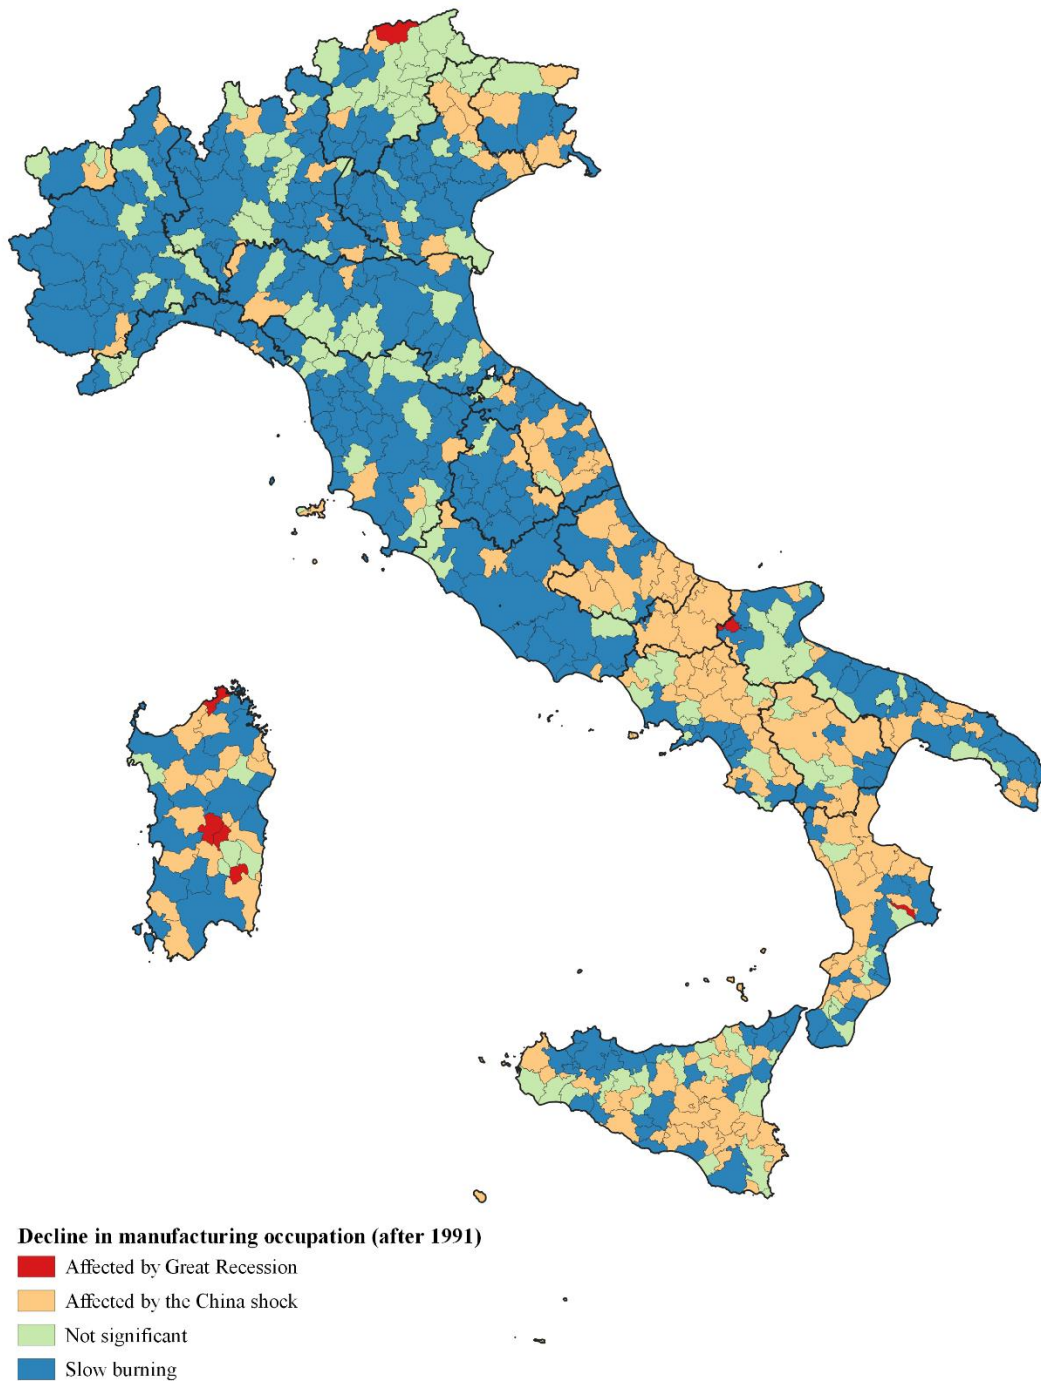 Decline in manufacturing occupation (after 1991)
Affected by Great Recession
Affected by the China shock
Not significant
Slow burning